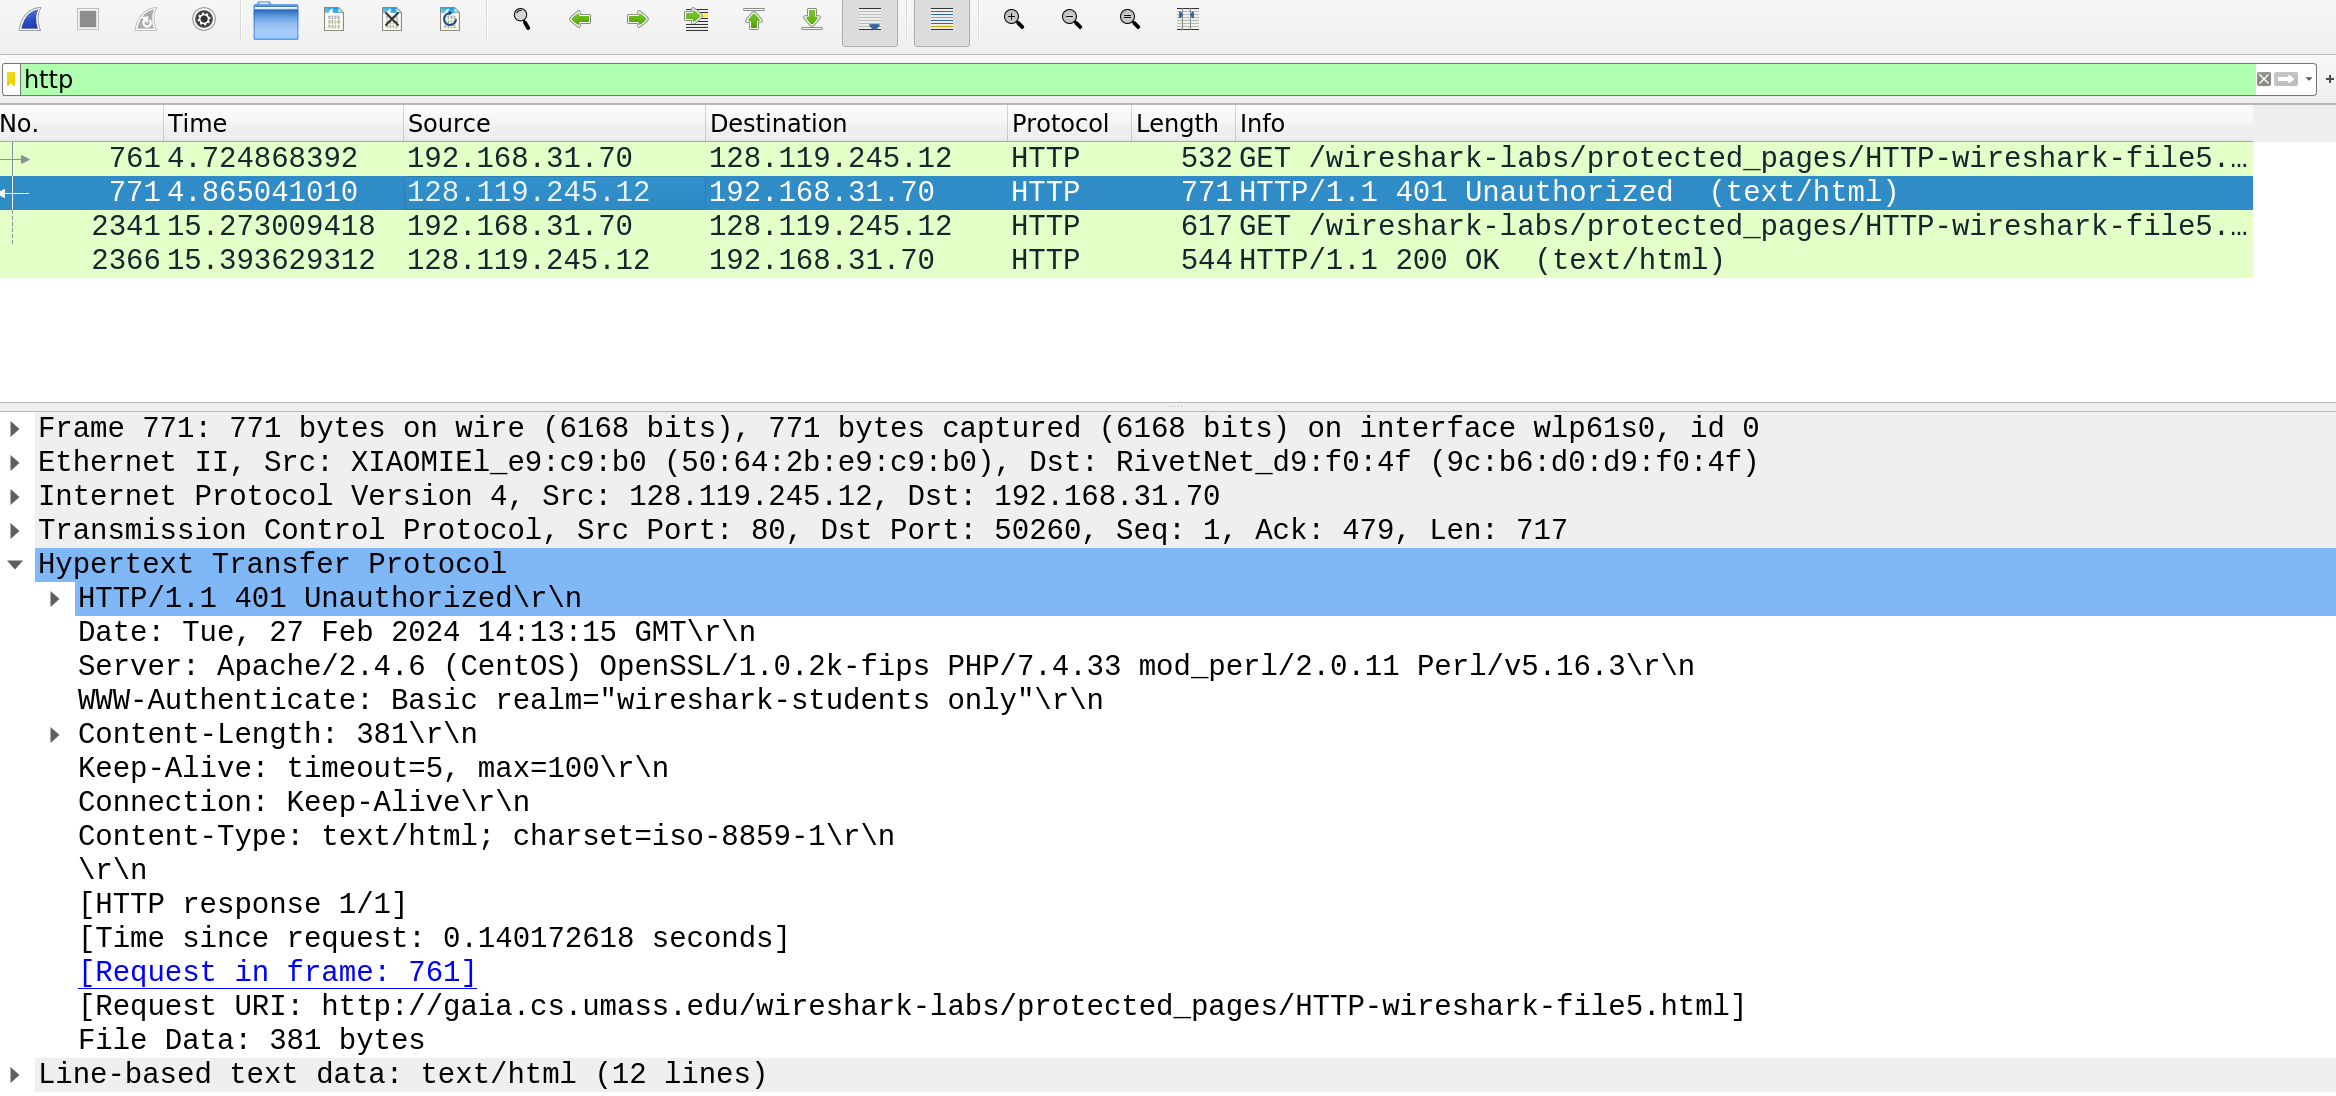 http
No. Time Source Destination Protocol Length Info
761 4.724868392 192.168.31.70 128.119.245.12 HTTP 532 GET /wireshark-labs/protected_pages/HTTP-wireshark-file5.…
771 4.865041010 128.119.245.12 192.168.31.70 HTTP 771 HTTP/1.1 401 Unauthorized  (text/html)
2341 15.273009418 192.168.31.70 128.119.245.12 HTTP 617 GET /wireshark-labs/protected_pages/HTTP-wireshark-file5.…
2366 15.393629312 128.119.245.12 192.168.31.70 HTTP 544 HTTP/1.1 200 OK  (text/html)
Frame 771: 771 bytes on wire (6168 bits), 771 bytes captured (6168 bits) on interface wlp61s0, id 0
Ethernet II, Src: XIAOMIEl_e9:c9:b0 (50:64:2b:e9:c9:b0), Dst: RivetNet_d9:f0:4f (9c:b6:d0:d9:f0:4f)
Internet Protocol Version 4, Src: 128.119.245.12, Dst: 192.168.31.70
Transmission Control Protocol, Src Port: 80, Dst Port: 50260, Seq: 1, Ack: 479, Len: 717
Hypertext Transfer Protocol
HTTP/1.1 401 Unauthorized\r\n
Date: Tue, 27 Feb 2024 14:13:15 GMT\r\n
Server: Apache/2.4.6 (CentOS) OpenSSL/1.0.2k-fips PHP/7.4.33 mod_perl/2.0.11 Perl/v5.16.3\r\n
WWW-Authenticate: Basic realm="wireshark-students only"\r\n
Content-Length: 381\r\n
Keep-Alive: timeout=5, max=100\r\n
Connection: Keep-Alive\r\n
Content-Type: text/html; charset=iso-8859-1\r\n
\r\n
[HTTP response 1/1]
[Time since request: 0.140172618 seconds]
[Request in frame: 761]
[Request URI: http://gaia.cs.umass.edu/wireshark-labs/protected_pages/HTTP-wireshark-file5.html]
File Data: 381 bytes
Line-based text data: text/html (12 lines)